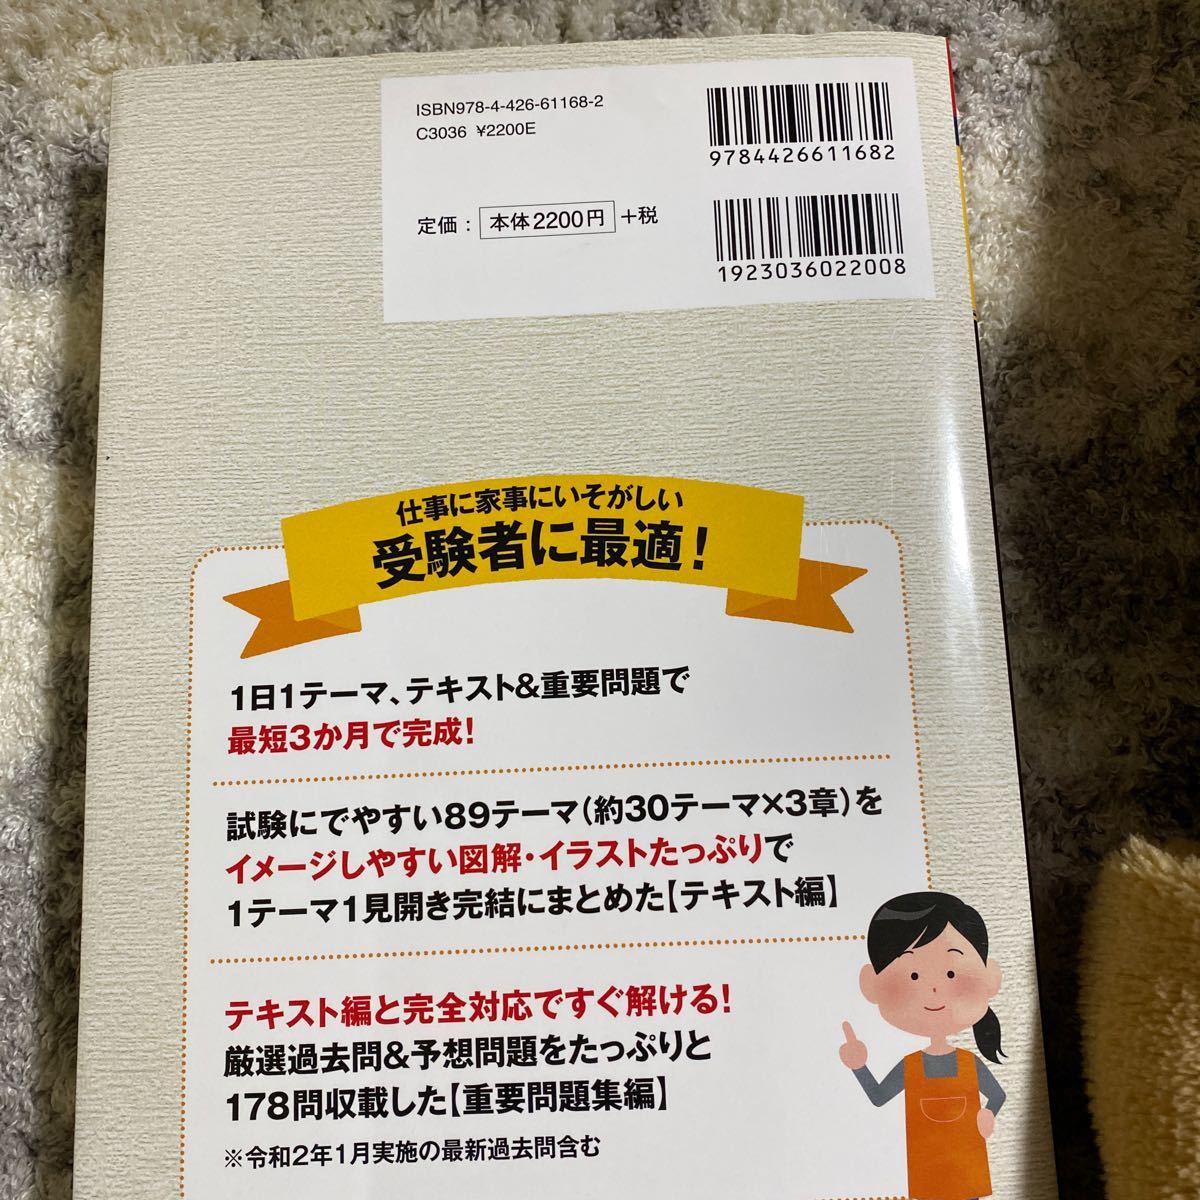 ISBN978-4-426-61168-2
C3036 ¥2200E
9784426611682
定価： 本体2200円 +税
1923036022008
仕事に家事にいそがしい
受験者に最適！
1日1テーマ、テキスト&重要問題で
最短3か月で完成！
試験にでやすい89テーマ（約30テーマ×3章）を
イメージしやすい図解・イラストたっぷりで
1テーマ1見開き完結にまとめた【テキスト編】
テキスト編と完全対応ですぐ解ける！
厳選過去問&予想問題をたっぷりと
178問収載した【重要問題集編】
※令和2年1月実施の最新過去問含む